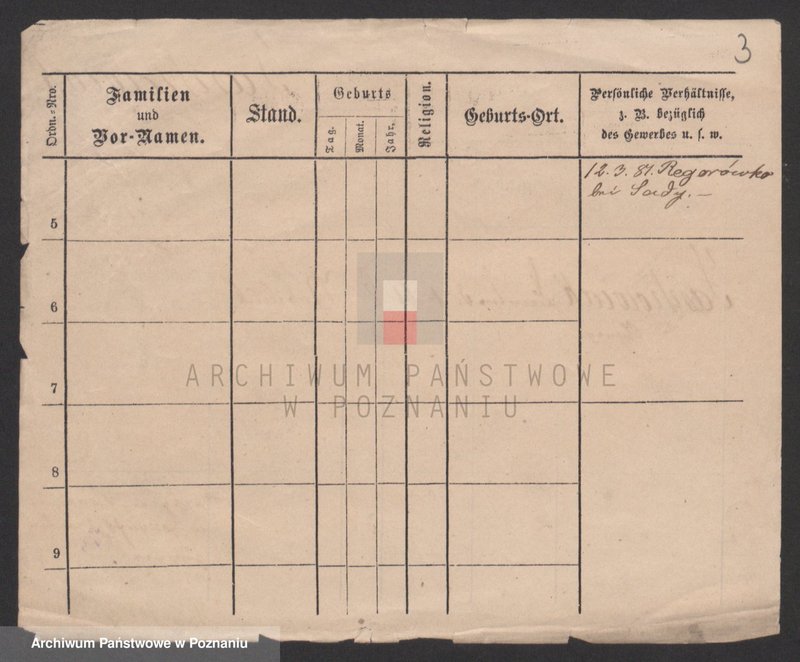 3
Ordn.-Nro.
Familien
und
Vor-Namen.
Stand.
Geburts
Tag.
Monat.
Jahr.
Religion.
Geburts-Ort.
Persönliche Verhältnisse,
z. B. bezüglich
des Gewerbes u. s. w.
12. 3. 81. Regorówko
bei Sady. —
5
6
7
8
9
ARCHIWUM PAŃSTWOWE
W POZNANIU
Archiwum Państwowe w Poznaniu